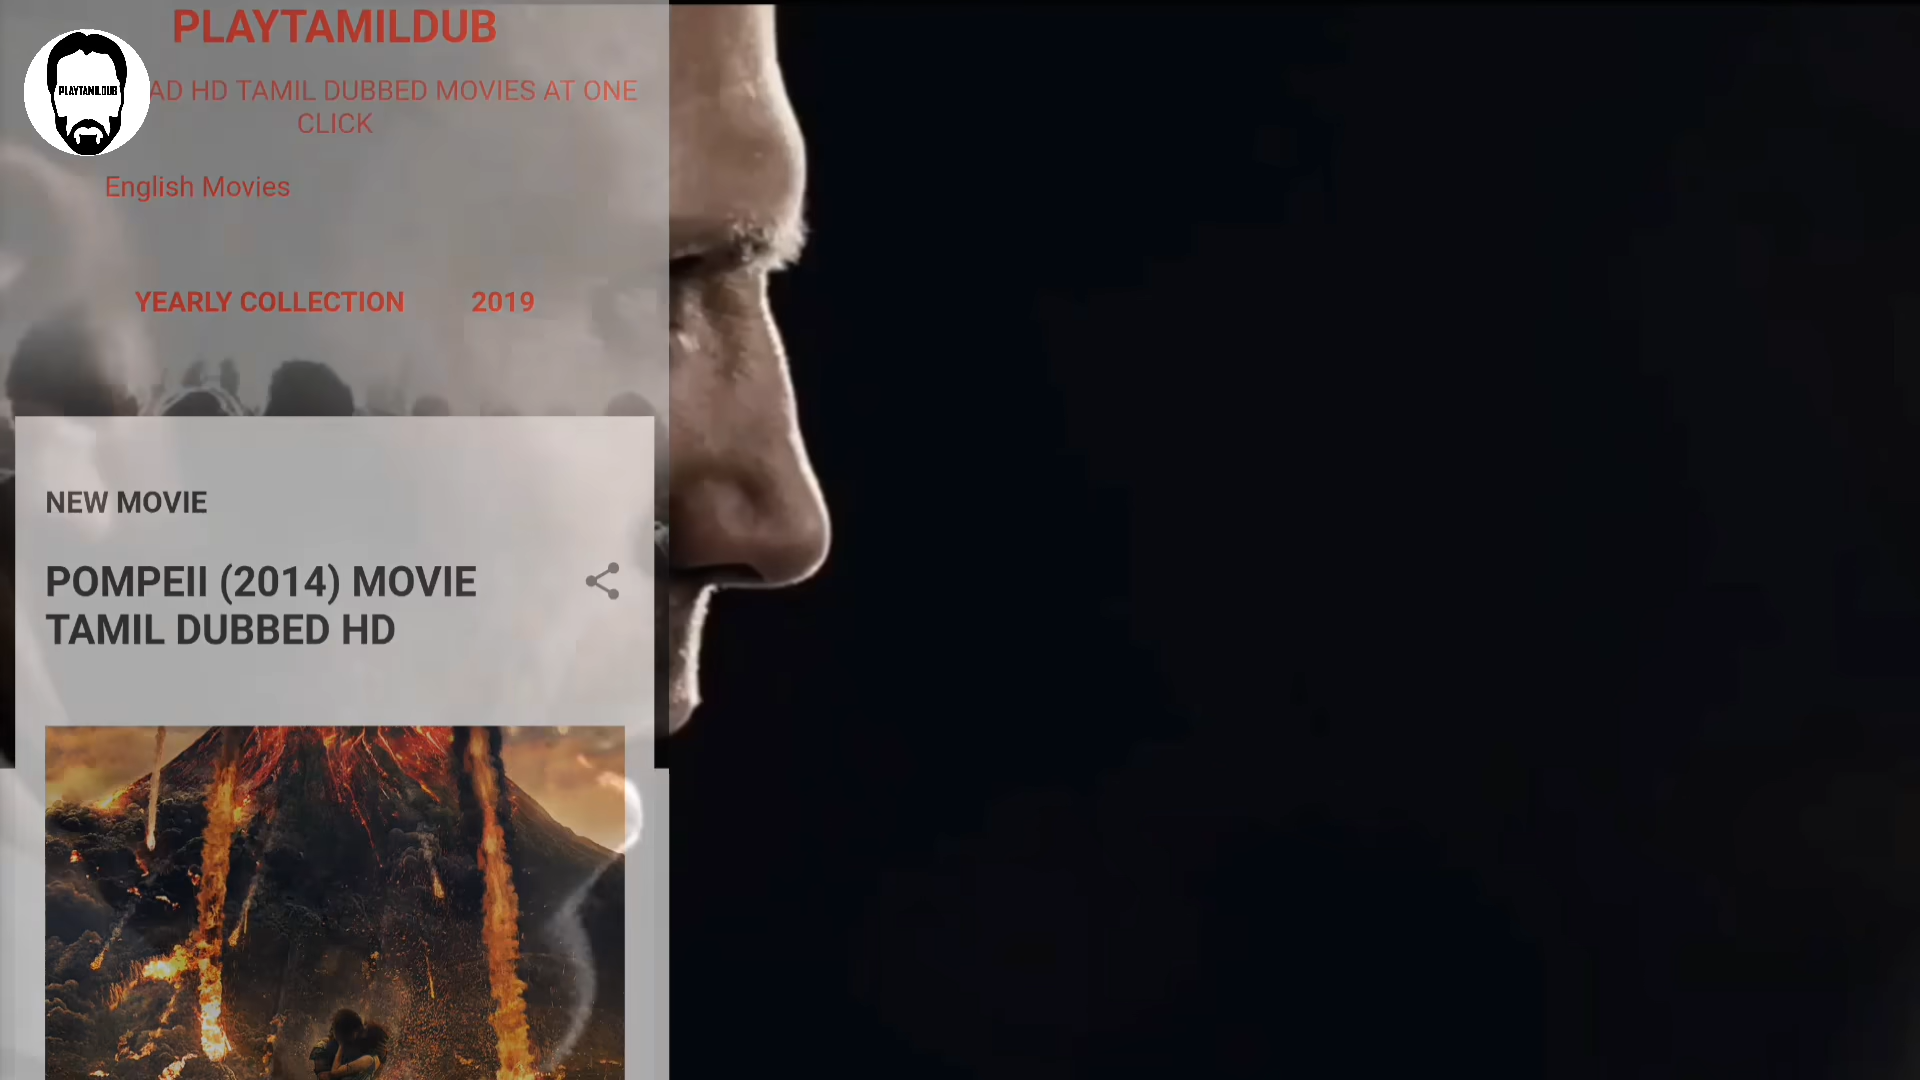 PLAYTAMILDUB
PLAYTAMILDUB
AD HD TAMIL DUBBED MOVIES AT ONE
CLICK
English Movies
YEARLY COLLECTION 2019
NEW MOVIE
POMPEII (2014) MOVIE
TAMIL DUBBED HD